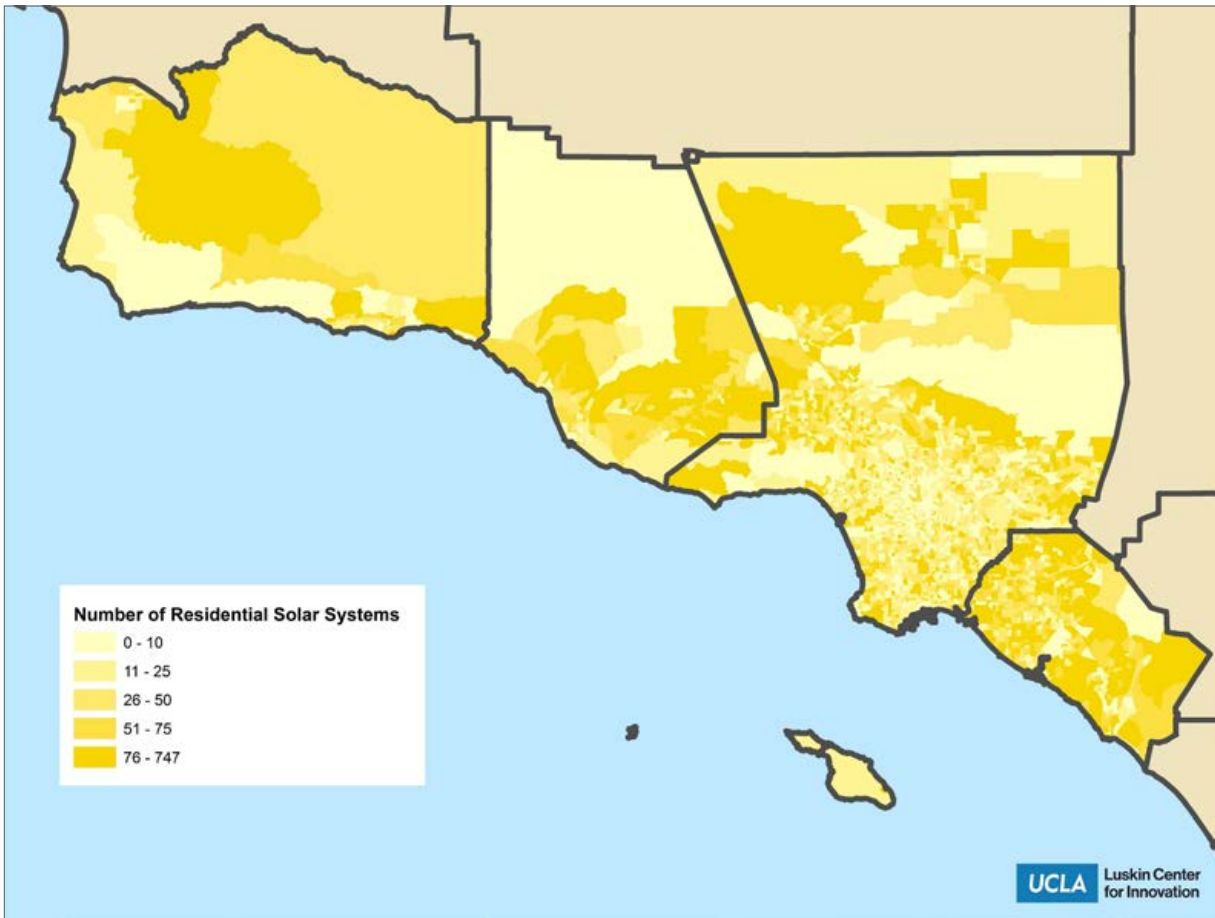 Number of Residential Solar Systems
0 - 10
11 - 25
26 - 50
51 - 75
76 - 747
UCLA
Luskin Center
for Innovation